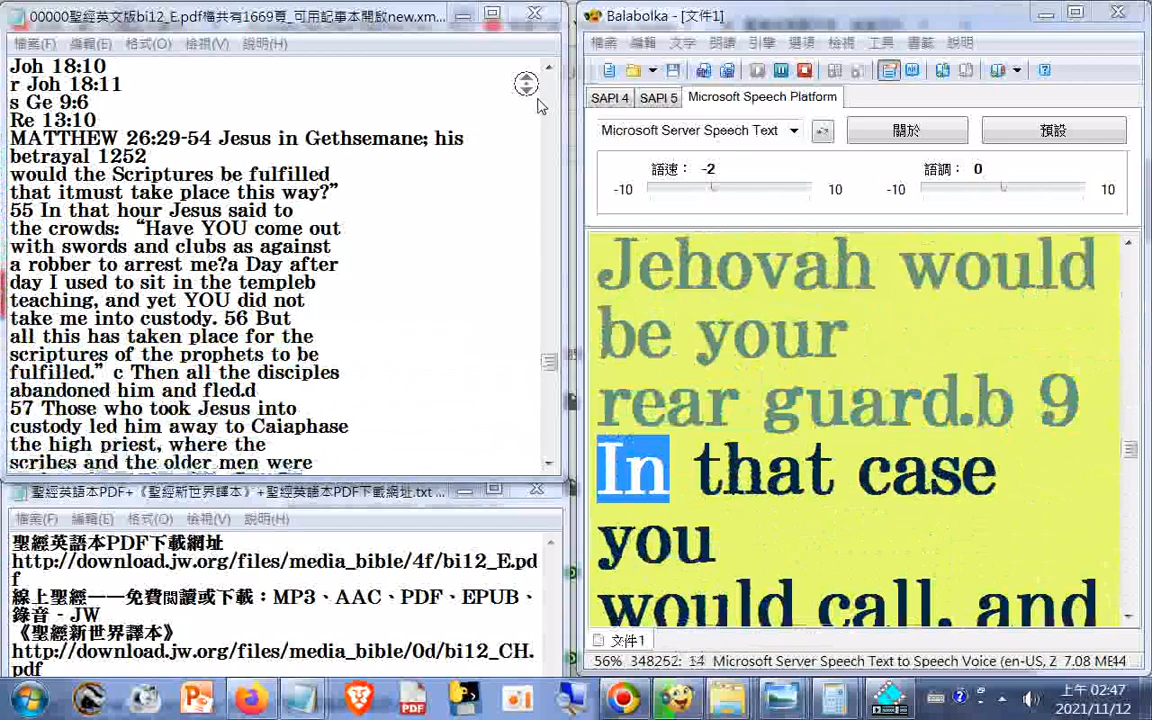 00000聖經英文版bi12_E.pdf檔共有1669頁_可用記事本開啟new.xm...
檔案(F) 編輯(E) 格式(O) 檢視(V) 說明(H)
Joh 18:10
r Joh 18:11
s Ge 9:6
Re 13:10
MATTHEW 26:29-54 Jesus in Gethsemane; his
betrayal 1252
would the Scriptures be fulfilled
that itmust take place this way?”
55 In that hour Jesus said to
the crowds: “Have YOU come out
with swords and clubs as against
a robber to arrest me?a Day after
day I used to sit in the templeb
teaching, and yet YOU did not
take me into custody. 56 But
all this has taken place for the
scriptures of the prophets to be
fulfilled.” c Then all the disciples
abandoned him and fled.d
57 Those who took Jesus into
custody led him away to Caiaphase
the high priest, where the
scribes and the older men were
聖經英語本PDF+《聖經新世界譯本》+聖經英語本PDF下載網址.txt ...
檔案(F) 編輯(E) 格式(O) 檢視(V) 說明(H)
聖經英語本PDF下載網址
http://download.jw.org/files/media_bible/4f/bi12_E.pd
f
線上聖經——免費閱讀或下載：MP3、AAC、PDF、EPUB、
錄音 - JW
《聖經新世界譯本》
http://download.jw.org/files/media_bible/0d/bi12_CH.
pdf
Balabolka - [文件1]
檔案 編輯 文字 朗讀 引擎 選項 檢視 工具 書籤 說明
SAPI 4 SAPI 5 Microsoft Speech Platform
Microsoft Server Speech Text 關於 預設
語速： -2 語調： 0
-10 10 -10 10
Jehovah would
be your
rear guard.b 9
In that case
you
would call, and
文件1
56% 348252: 14 Microsoft Server Speech Text to Speech Voice (en-US, Z 7.08 ME44
上午 02:47
2021/11/12